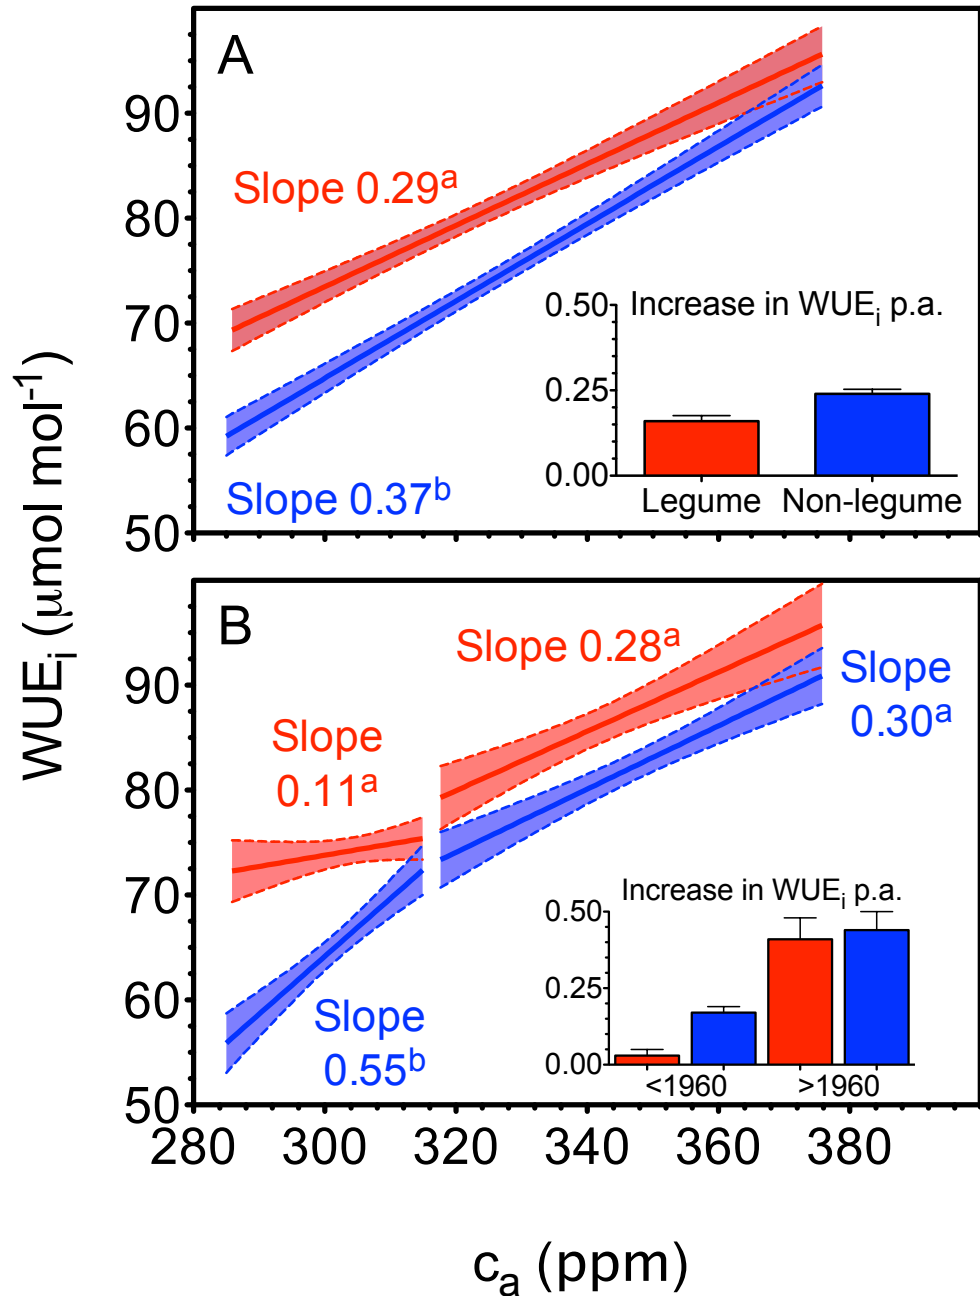 A
90
80
70
60
50
Slope 0.29ᵃ
Slope 0.37ᵇ
Increase in WUEᵢ p.a.
0.50
0.25
0.00
Legume Non-legume
WUEᵢ (μmol mol⁻¹)
B
90
80
70
60
50
Slope 0.28ᵃ
Slope
0.30ᵃ
Slope
0.11ᵃ
Slope
0.55ᵇ
Increase in WUEᵢ p.a.
0.50
0.25
0.00
<1960 >1960
280 300 320 340 360 380
cₐ (ppm)